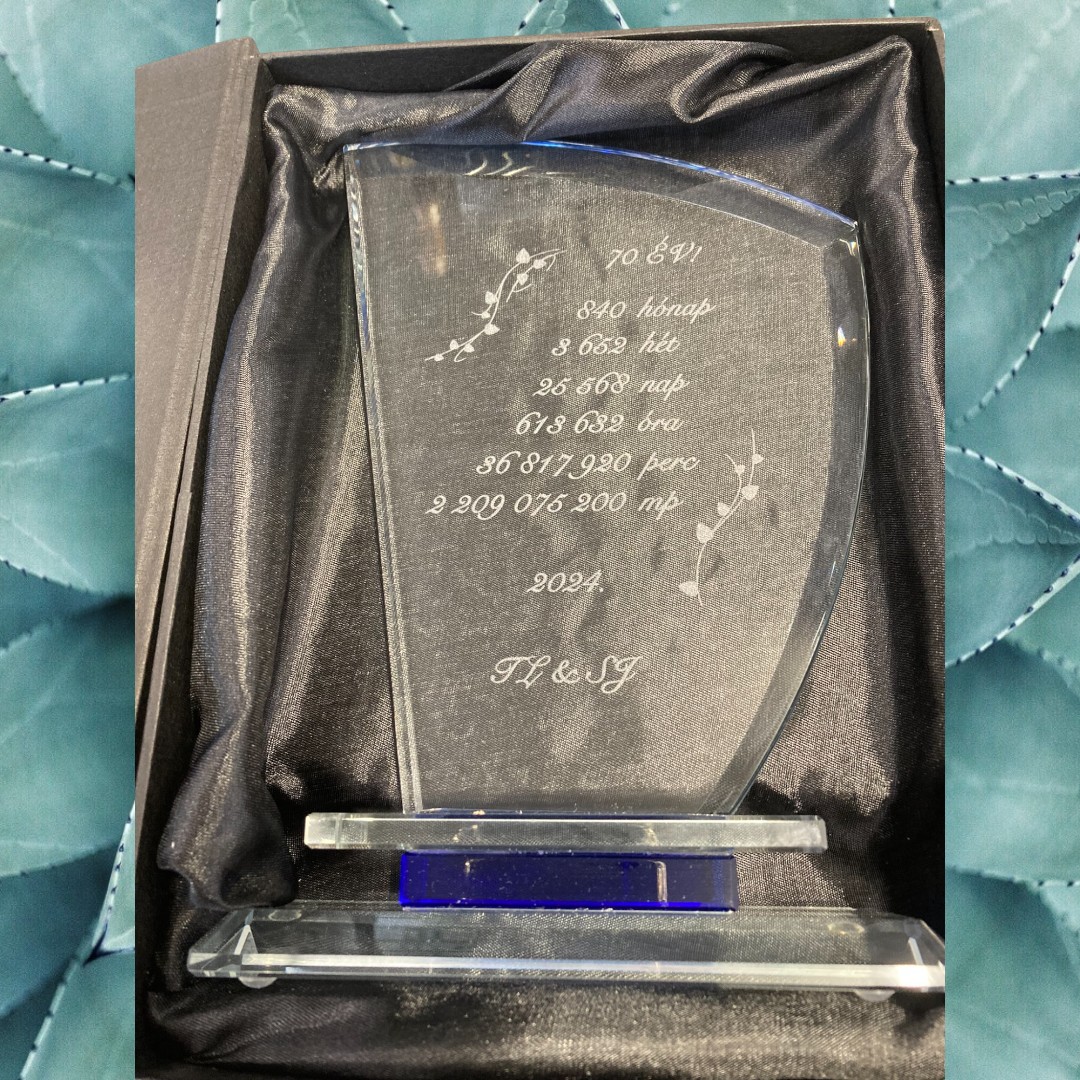 70 ÉVI
840 hónap
3 652 hét
25 568 nap
613 632 óra
36 817 920 perc
2 209 075 200 mp
2024.
TL & SJ